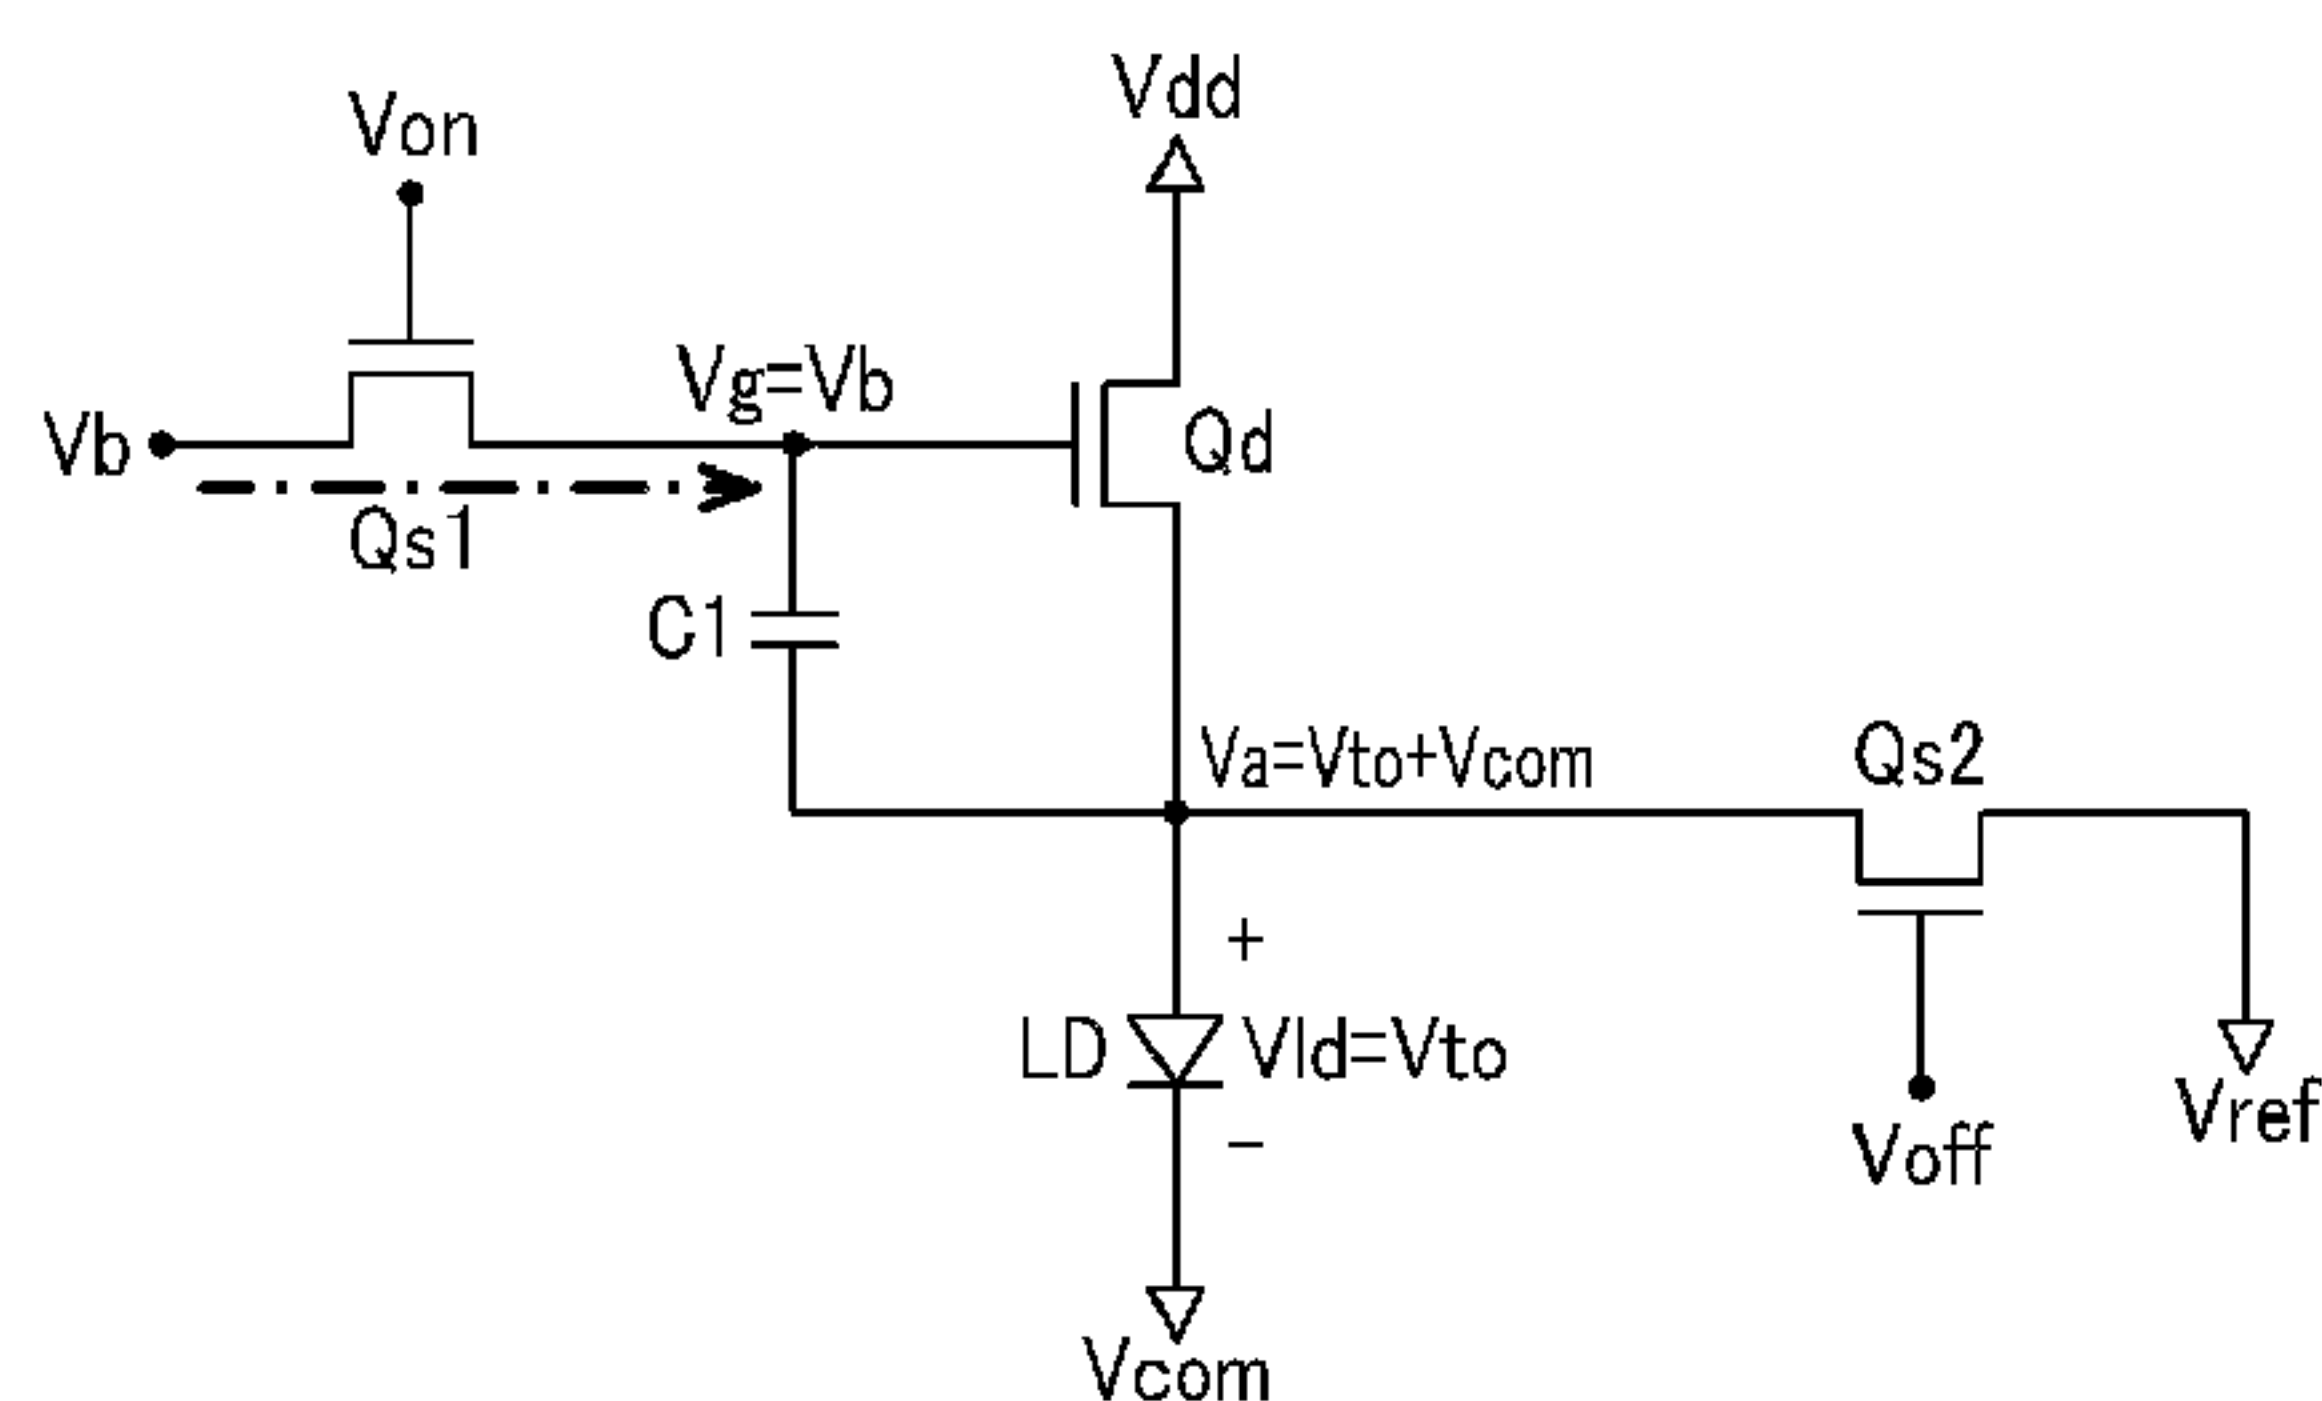 Vdd
Von
Vg=Vb
Vb
Qd
Qs1
C1
Va=Vto+Vcom
Qs2
+
LD
Vld=Vto
−
Vref
Voff
Vcom